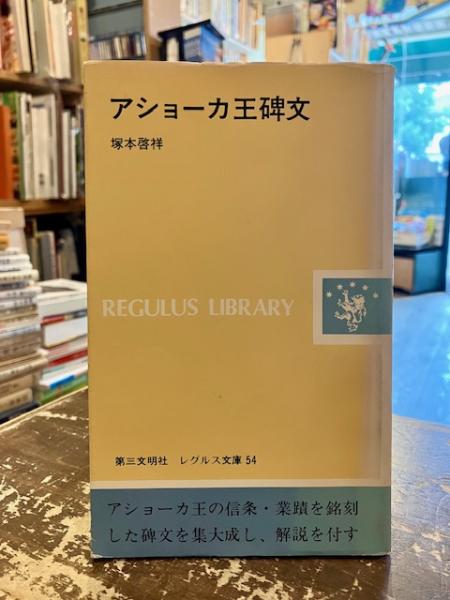 アショーカ王碑文
塚本啓祥
REGULUS LIBRARY
第三文明社 レグルス文庫 54
アショーカ王の信条・業蹟を銘刻
した碑文を集大成し、解説を付す